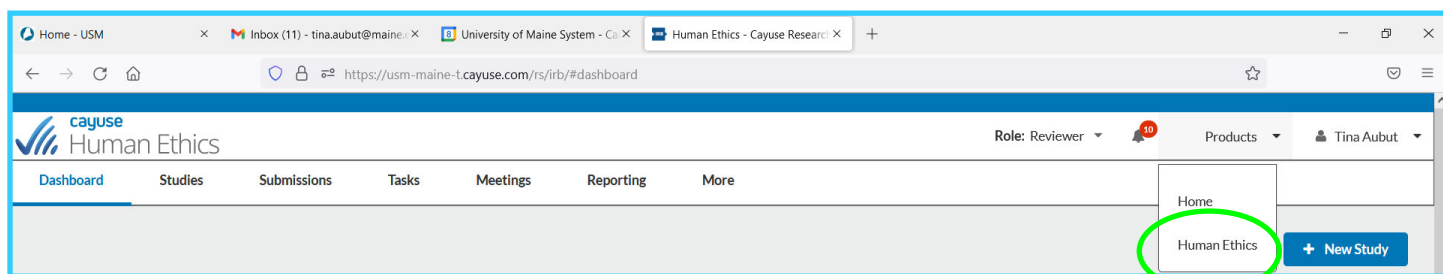 Home - USM
Inbox (11) - tina.aubut@maine.e
University of Maine System - Ca
Human Ethics - Cayuse Research
https://usm-maine-t.cayuse.com/rs/irb/#dashboard
cayuse
Human Ethics
Role: Reviewer
10
Products
Tina Aubut
Dashboard Studies Submissions Tasks Meetings Reporting More
Home
Human Ethics
+ New Study